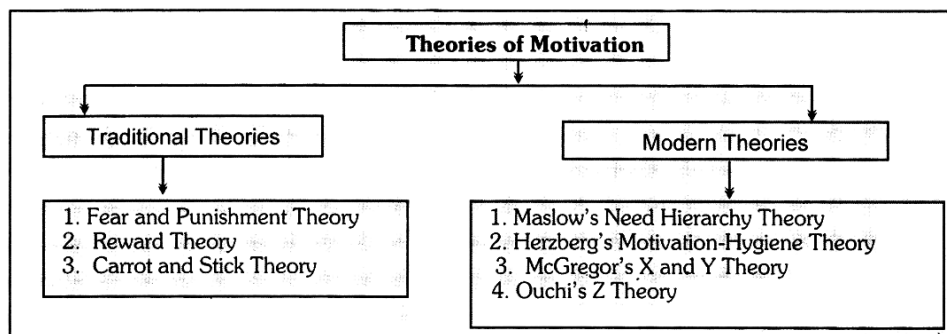 Theories of Motivation
Traditional Theories
Modern Theories
1. Fear and Punishment Theory
2. Reward Theory
3. Carrot and Stick Theory
1. Maslow's Need Hierarchy Theory
2. Herzberg's Motivation-Hygiene Theory
3. McGregor's X and Y Theory
4. Ouchi's Z Theory